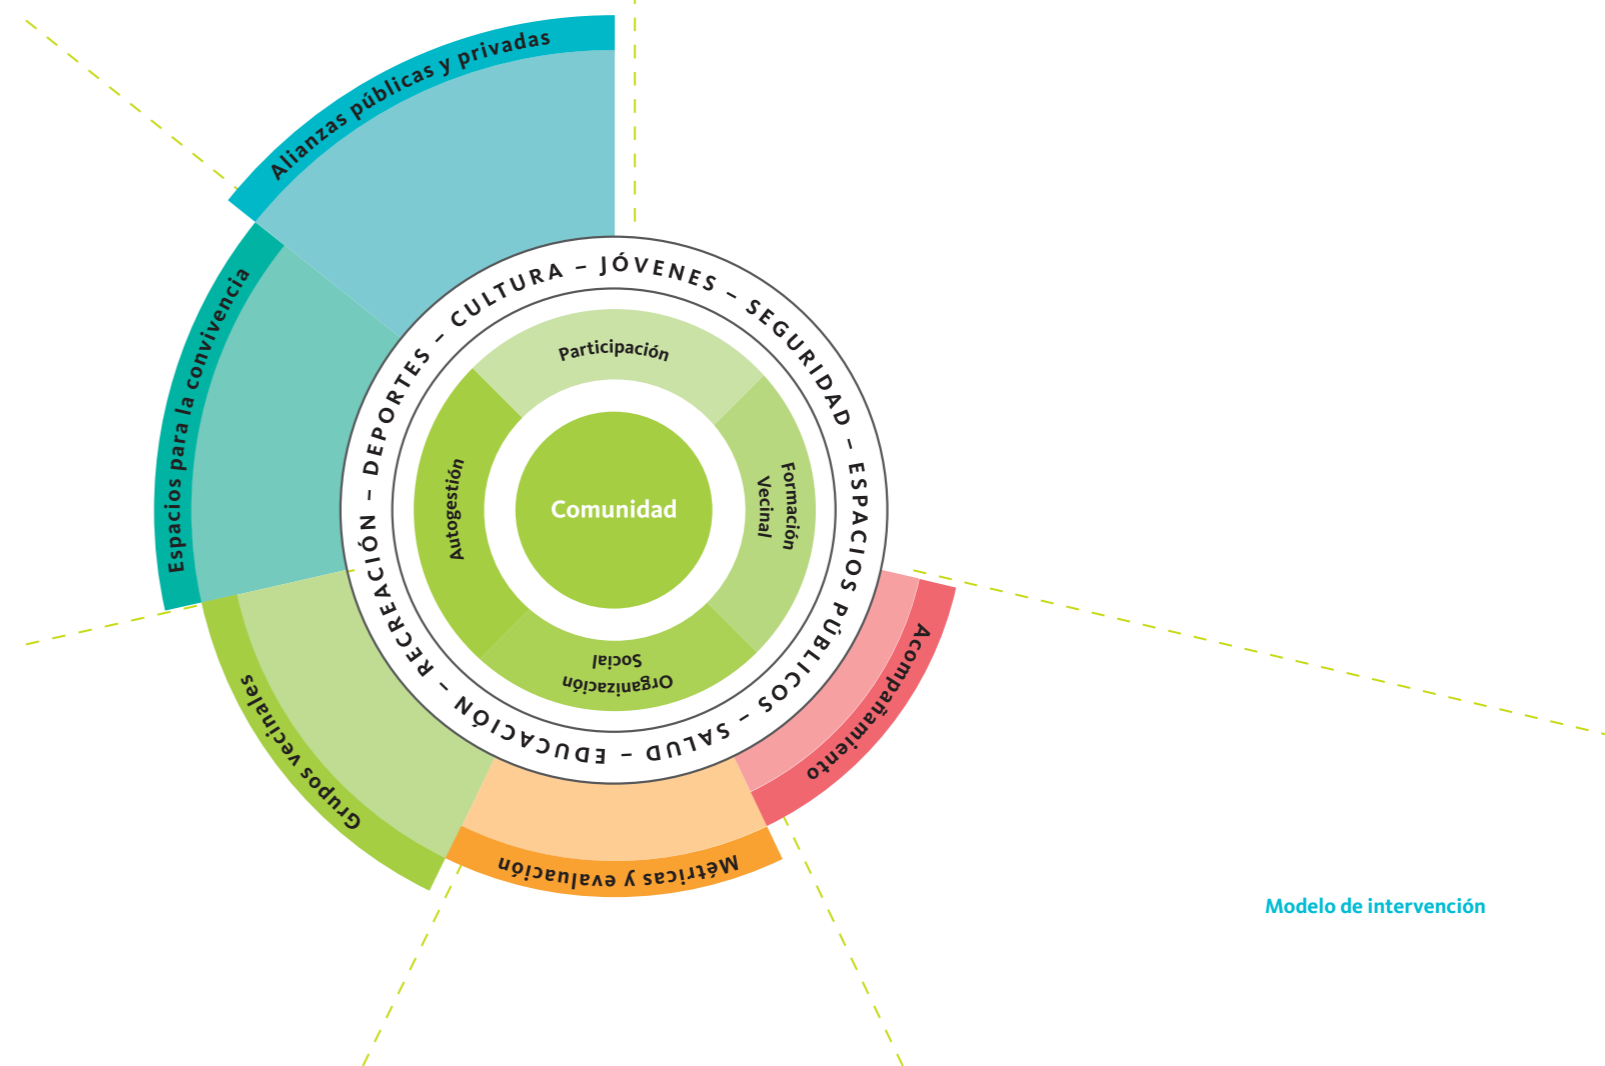 Alianzas públicas y privadas
Espacios para la convivencia
JÓVENES – SEGURIDAD – ESPACIOS PÚBLICOS – SALUD – EDUCACIÓN – RECREACIÓN – DEPORTES – CULTURA –
Participación
Formación
Vecinal
Autogestión
Comunidad
Organización
Social
Acompañamiento
Grupos vecinales
Métricas y evaluación
Modelo de intervención